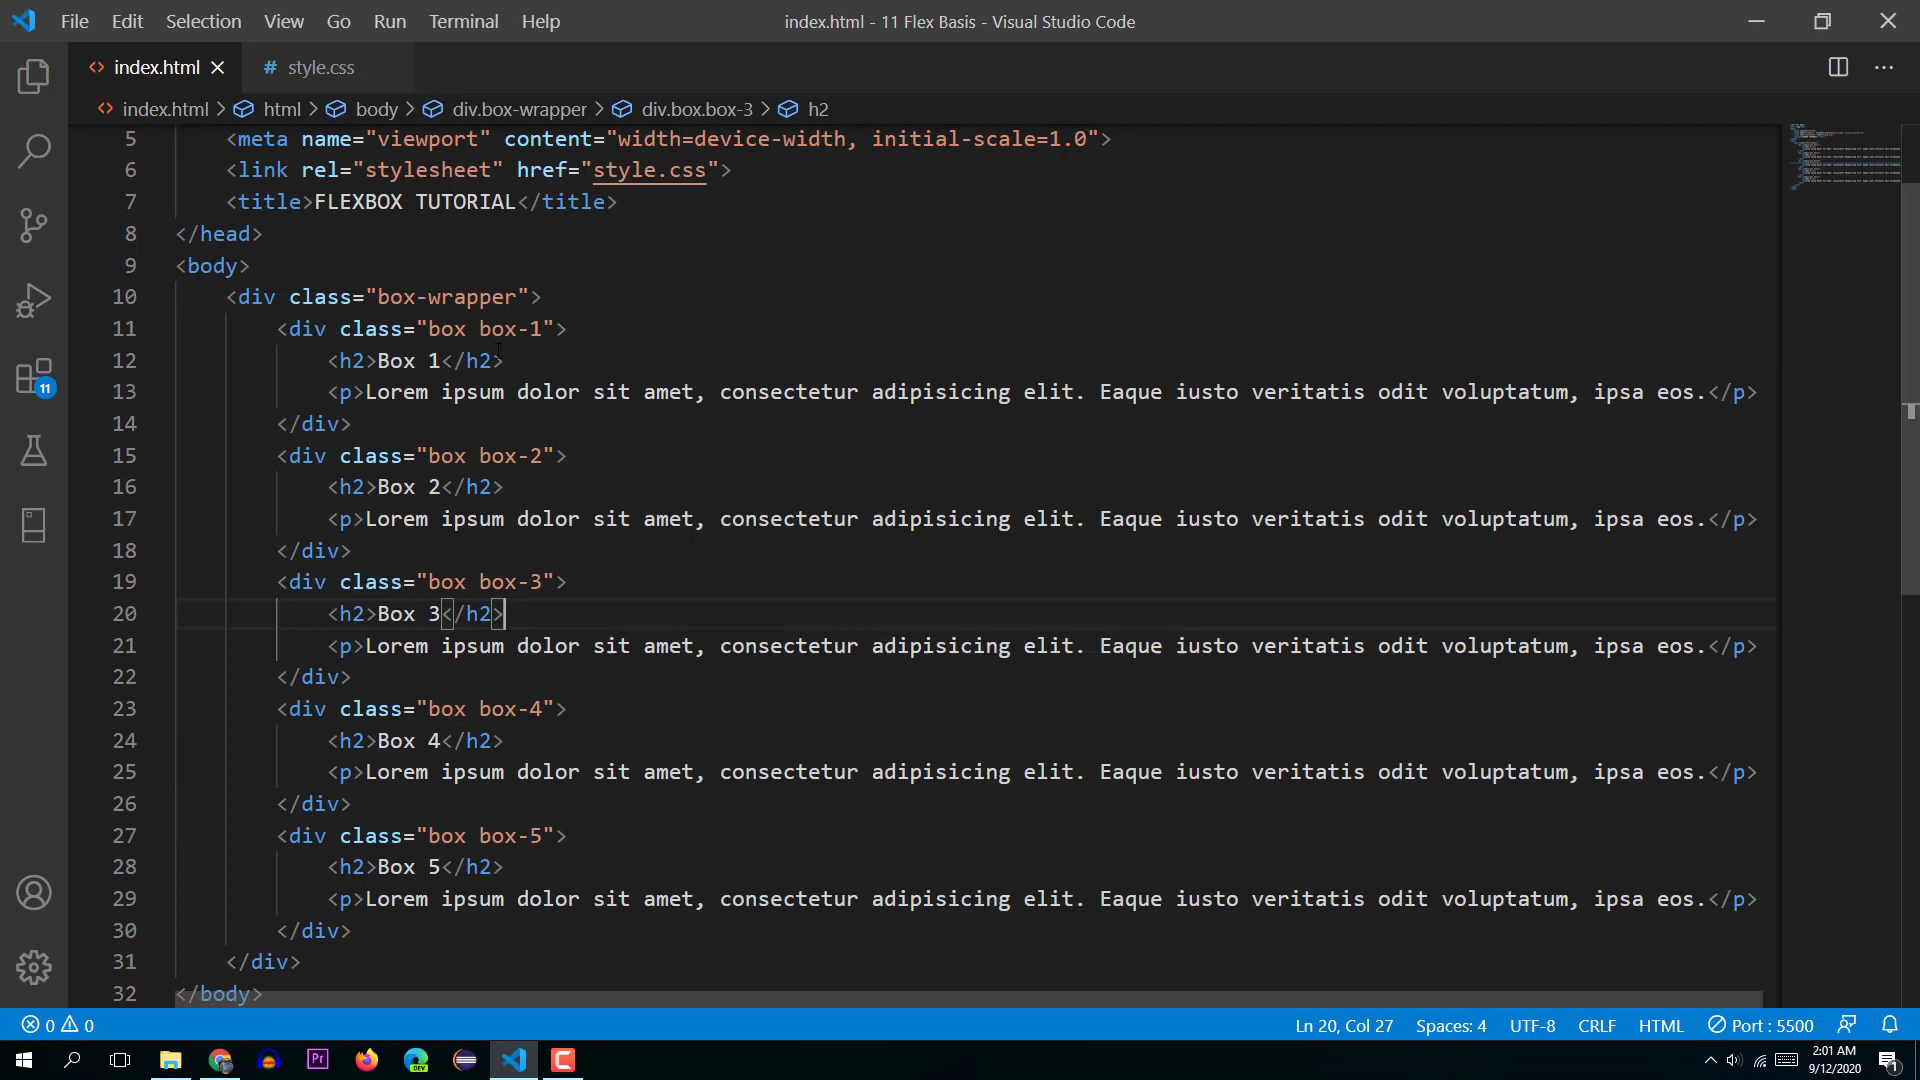 File Edit Selection View Go Run Terminal Help index.html - 11 Flex Basis - Visual Studio Code
index.html style.css
index.html html body div.box-wrapper div.box.box-3 h2
5 <meta name="viewport" content="width=device-width, initial-scale=1.0">
6 <link rel="stylesheet" href="style.css">
7 <title>FLEXBOX TUTORIAL</title>
8 </head>
9 <body>
10 <div class="box-wrapper">
11 <div class="box box-1">
12 <h2>Box 1</h2>
13 <p>Lorem ipsum dolor sit amet, consectetur adipisicing elit. Eaque iusto veritatis odit voluptatum, ipsa eos.</p>
14 </div>
15 <div class="box box-2">
16 <h2>Box 2</h2>
17 <p>Lorem ipsum dolor sit amet, consectetur adipisicing elit. Eaque iusto veritatis odit voluptatum, ipsa eos.</p>
18 </div>
19 <div class="box box-3">
20 <h2>Box 3</h2>
21 <p>Lorem ipsum dolor sit amet, consectetur adipisicing elit. Eaque iusto veritatis odit voluptatum, ipsa eos.</p>
22 </div>
23 <div class="box box-4">
24 <h2>Box 4</h2>
25 <p>Lorem ipsum dolor sit amet, consectetur adipisicing elit. Eaque iusto veritatis odit voluptatum, ipsa eos.</p>
26 </div>
27 <div class="box box-5">
28 <h2>Box 5</h2>
29 <p>Lorem ipsum dolor sit amet, consectetur adipisicing elit. Eaque iusto veritatis odit voluptatum, ipsa eos.</p>
30 </div>
31 </div>
32 </body>
11
0 0 Ln 20, Col 27 Spaces: 4 UTF-8 CRLF HTML Port : 5500
Pr DEV 2:01 AM
9/12/2020 1